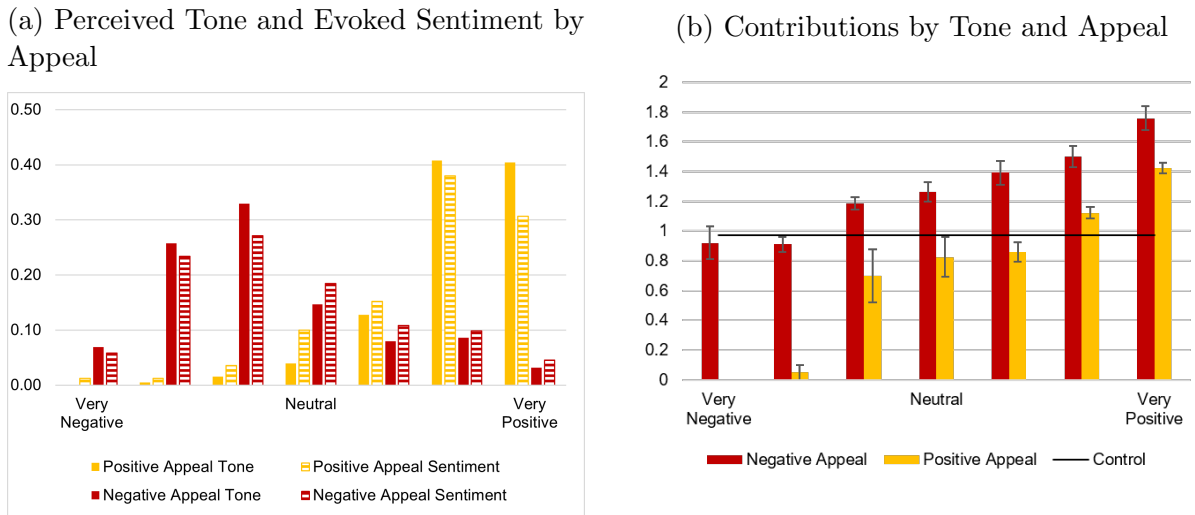 (a) Perceived Tone and Evoked Sentiment by
Appeal
0.50
0.40
0.30
0.20
0.10
0.00
Very
Negative
Neutral
Very
Positive
Positive Appeal Tone
Positive Appeal Sentiment
Negative Appeal Tone
Negative Appeal Sentiment
(b) Contributions by Tone and Appeal
2
1.8
1.6
1.4
1.2
1
0.8
0.6
0.4
0.2
0
Very
Negative
Neutral
Very
Positive
Negative Appeal
Positive Appeal
Control